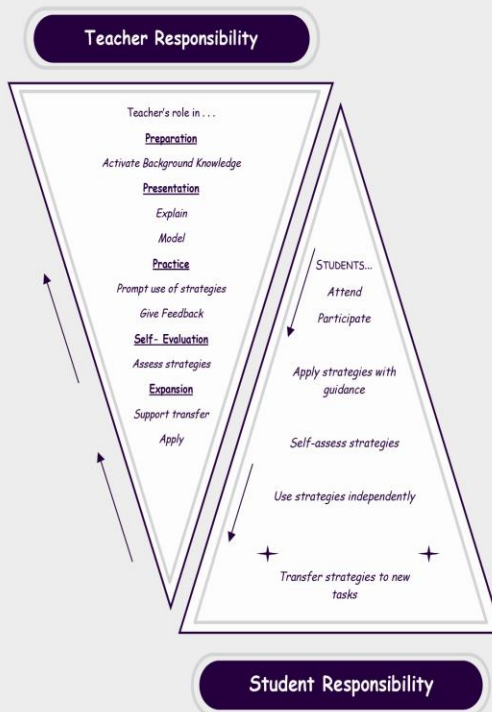 Teacher Responsibility
Teacher's role in . . .
Preparation
Activate Background Knowledge
Presentation
Explain
Model
Practice
Prompt use of strategies
Give Feedback
Self- Evaluation
Assess strategies
Expansion
Support transfer
Apply
STUDENTS...
Attend
Participate
Apply strategies with
guidance
Self-assess strategies
Use strategies independently
Transfer strategies to new
tasks
Student Responsibility